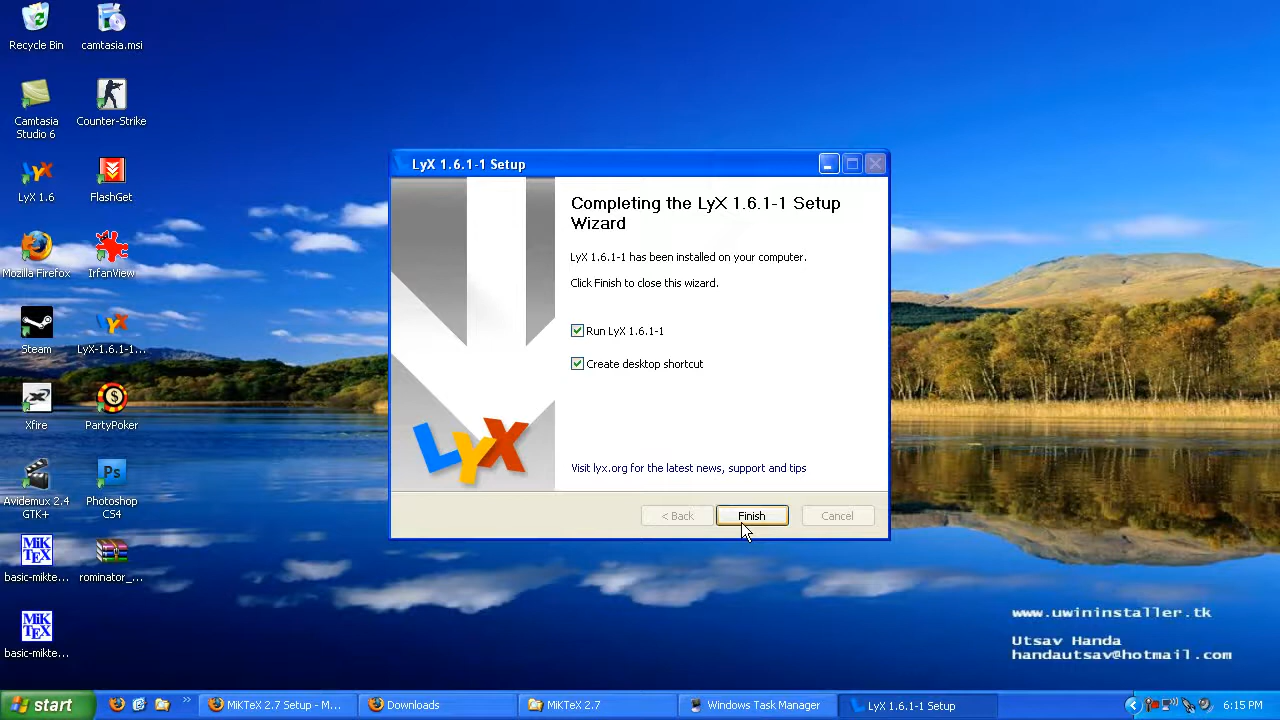 Recycle Bin
camtasia.msi
Camtasia Studio 6
Counter-Strike
LyX 1.6
FlashGet
Mozilla Firefox
IrfanView
Steam
LyX-1.6.1-1...
Xfire
PartyPoker
Avidemux 2.4 GTK+
Photoshop CS4
basic-mikte...
rominator_...
basic-mikte...
LyX 1.6.1-1 Setup
Completing the LyX 1.6.1-1 Setup
Wizard
LyX 1.6.1-1 has been installed on your computer.
Click Finish to close this wizard.
Run LyX 1.6.1-1
Create desktop shortcut
LYX
Visit lyx.org for the latest news, support and tips
< Back
Finish
Cancel
www.uwininstaller.tk
Utsav Handa
handautsav@hotmail.com
start
MiKTeX 2.7 Setup - M...
Downloads
MiKTeX 2.7
Windows Task Manager
LyX 1.6.1-1 Setup
6:15 PM